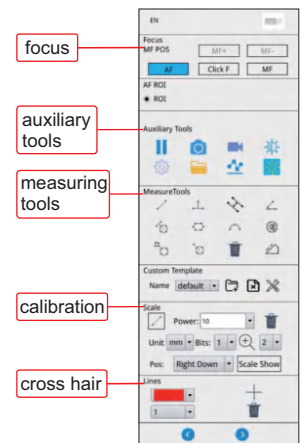 EN
focus
Focus
MF POS
MF+
MF-
AF
Click F
MF
AF ROI
ROI
auxiliary
tools
Auxiliary Tools
measuring
tools
MeasureTools
Custom Template
Name default
calibration
Scale
Power: 10
Unit mm Bits: 1 2
Pos: Right Down Scale Show
cross hair
Lines
1